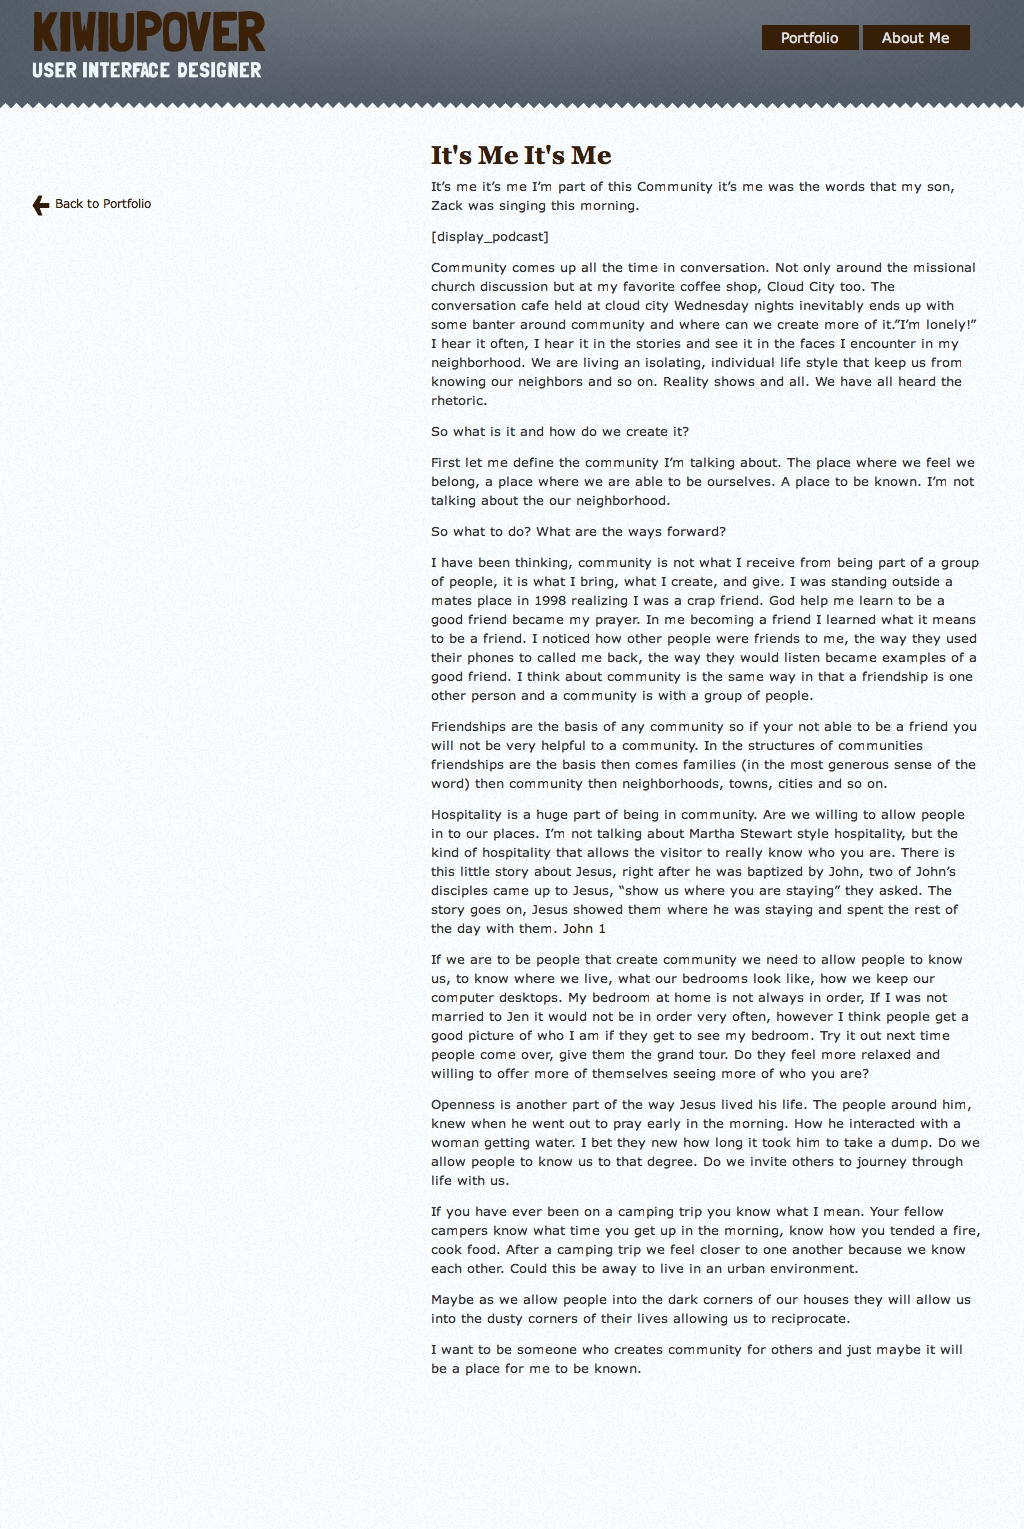 KIWIUPOVER
USER INTERFACE DESIGNER
Portfolio
About Me
It's Me It's Me
Back to Portfolio
It’s me it’s me I’m part of this Community it’s me was the words that my son,
Zack was singing this morning.
[display_podcast]
Community comes up all the time in conversation. Not only around the missional
church discussion but at my favorite coffee shop, Cloud City too. The
conversation cafe held at cloud city Wednesday nights inevitably ends up with
some banter around community and where can we create more of it.”I’m lonely!”
I hear it often, I hear it in the stories and see it in the faces I encounter in my
neighborhood. We are living an isolating, individual life style that keep us from
knowing our neighbors and so on. Reality shows and all. We have all heard the
rhetoric.
So what is it and how do we create it?
First let me define the community I’m talking about. The place where we feel we
belong, a place where we are able to be ourselves. A place to be known. I’m not
talking about the our neighborhood.
So what to do? What are the ways forward?
I have been thinking, community is not what I receive from being part of a group
of people, it is what I bring, what I create, and give. I was standing outside a
mates place in 1998 realizing I was a crap friend. God help me learn to be a
good friend became my prayer. In me becoming a friend I learned what it means
to be a friend. I noticed how other people were friends to me, the way they used
their phones to called me back, the way they would listen became examples of a
good friend. I think about community is the same way in that a friendship is one
other person and a community is with a group of people.
Friendships are the basis of any community so if your not able to be a friend you
will not be very helpful to a community. In the structures of communities
friendships are the basis then comes families (in the most generous sense of the
word) then community then neighborhoods, towns, cities and so on.
Hospitality is a huge part of being in community. Are we willing to allow people
in to our places. I’m not talking about Martha Stewart style hospitality, but the
kind of hospitality that allows the visitor to really know who you are. There is
this little story about Jesus, right after he was baptized by John, two of John’s
disciples came up to Jesus, “show us where you are staying” they asked. The
story goes on, Jesus showed them where he was staying and spent the rest of
the day with them. John 1
If we are to be people that create community we need to allow people to know
us, to know where we live, what our bedrooms look like, how we keep our
computer desktops. My bedroom at home is not always in order, If I was not
married to Jen it would not be in order very often, however I think people get a
good picture of who I am if they get to see my bedroom. Try it out next time
people come over, give them the grand tour. Do they feel more relaxed and
willing to offer more of themselves seeing more of who you are?
Openness is another part of the way Jesus lived his life. The people around him,
knew when he went out to pray early in the morning. How he interacted with a
woman getting water. I bet they new how long it took him to take a dump. Do we
allow people to know us to that degree. Do we invite others to journey through
life with us.
If you have ever been on a camping trip you know what I mean. Your fellow
campers know what time you get up in the morning, know how you tended a fire,
cook food. After a camping trip we feel closer to one another because we know
each other. Could this be away to live in an urban environment.
Maybe as we allow people into the dark corners of our houses they will allow us
into the dusty corners of their lives allowing us to reciprocate.
I want to be someone who creates community for others and just maybe it will
be a place for me to be known.